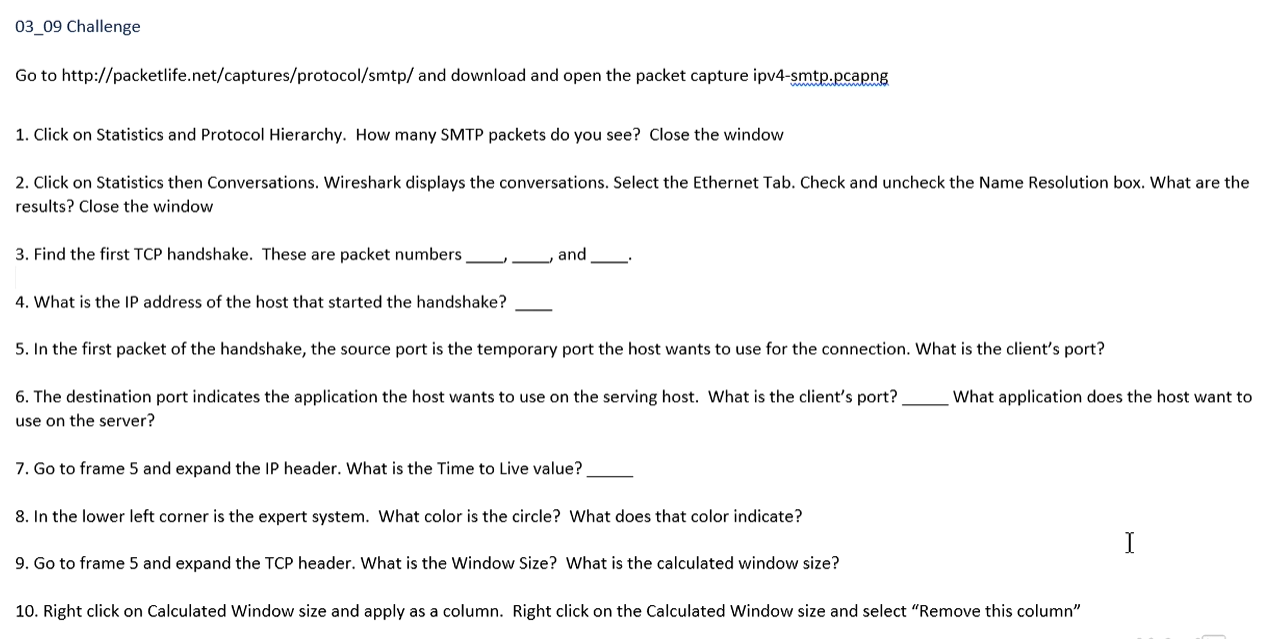 03_09 Challenge
Go to http://packetlife.net/captures/protocol/smtp/ and download and open the packet capture ipv4-smtp.pcapng
1. Click on Statistics and Protocol Hierarchy.  How many SMTP packets do you see?  Close the window
2. Click on Statistics then Conversations. Wireshark displays the conversations. Select the Ethernet Tab. Check and uncheck the Name Resolution box. What are the
results? Close the window
3. Find the first TCP handshake.  These are packet numbers ____, ____, and ____.
4. What is the IP address of the host that started the handshake?  ____
5. In the first packet of the handshake, the source port is the temporary port the host wants to use for the connection. What is the client’s port?
6. The destination port indicates the application the host wants to use on the serving host.  What is the client’s port? _____ What application does the host want to
use on the server?
7. Go to frame 5 and expand the IP header. What is the Time to Live value? _____
8. In the lower left corner is the expert system.  What color is the circle?  What does that color indicate?
9. Go to frame 5 and expand the TCP header. What is the Window Size?  What is the calculated window size?
10. Right click on Calculated Window size and apply as a column.  Right click on the Calculated Window size and select “Remove this column”